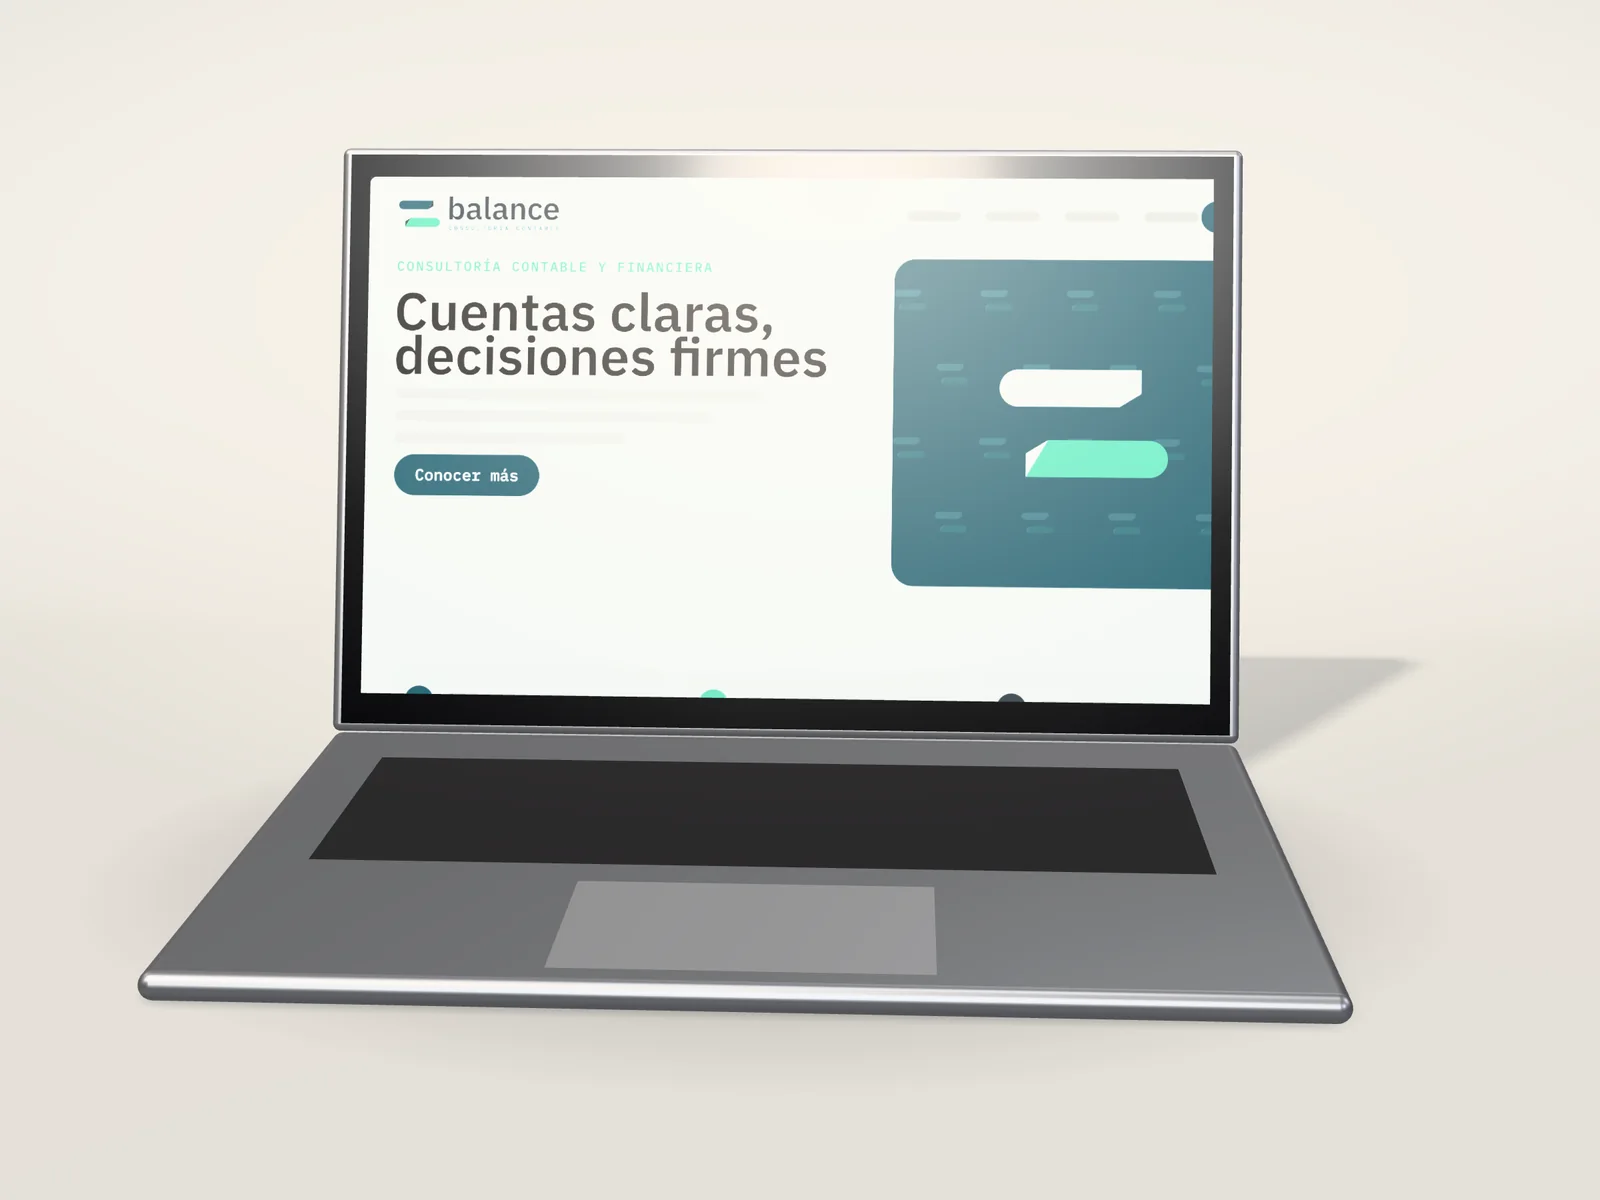 balance
CONSULTORÍA CONTABLE Y FINANCIERA
Cuentas claras,
decisiones firmes
Conocer más